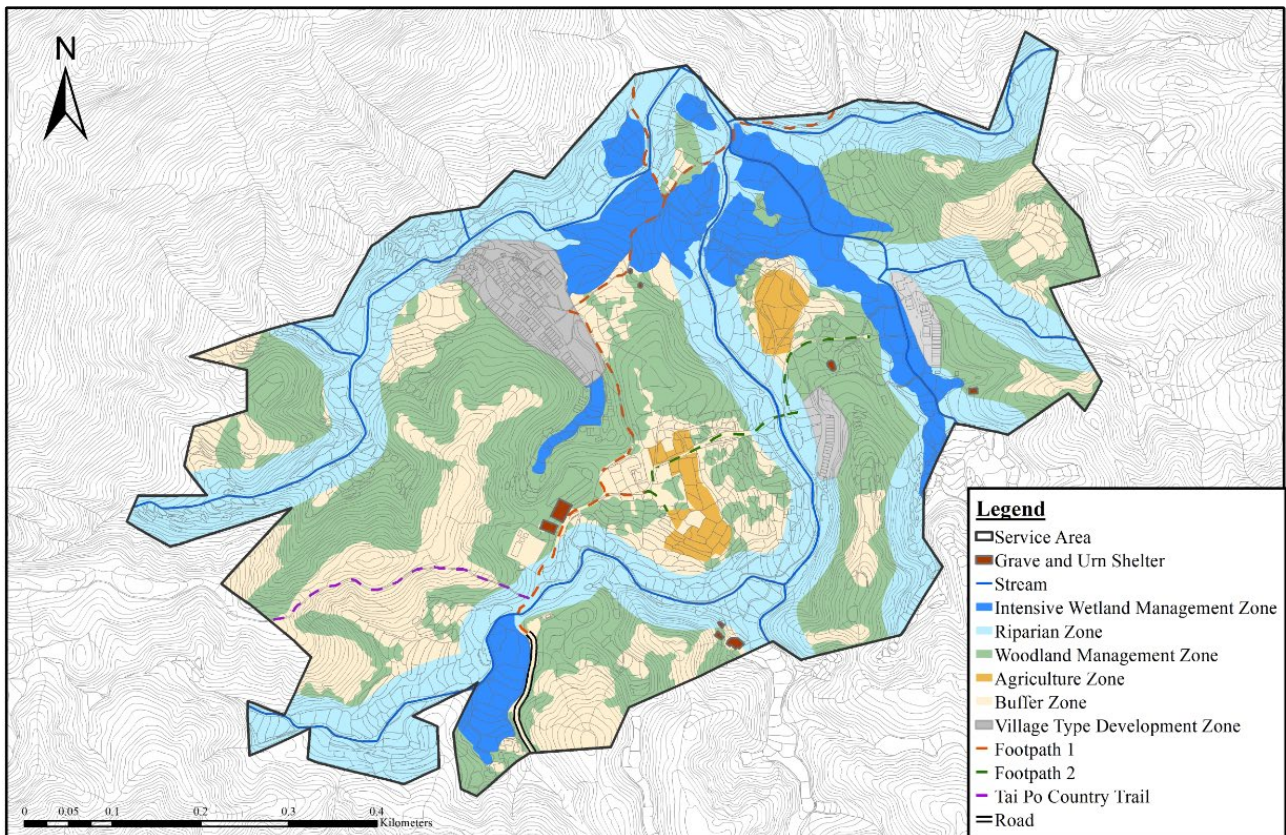 N
Legend
Service Area
Grave and Urn Shelter
Stream
Intensive Wetland Management Zone
Riparian Zone
Woodland Management Zone
Agriculture Zone
Buffer Zone
Village Type Development Zone
Footpath 1
Footpath 2
Tai Po Country Trail
Road
0 0.05 0.1 0.2 0.3 0.4
Kilometers